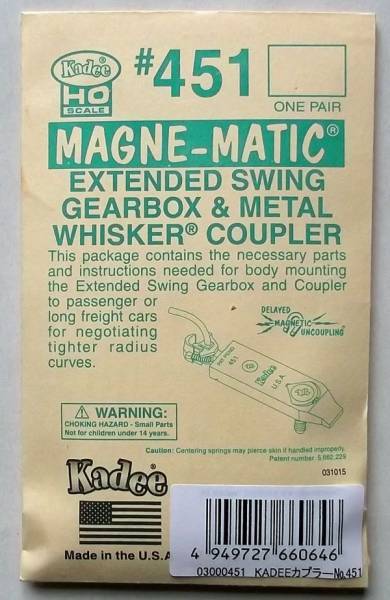 Kadee®
HO
SCALE
#451
ONE PAIR
MAGNE-MATIC®
EXTENDED SWING
GEARBOX & METAL
WHISKER® COUPLER
This package contains the necessary parts
and instructions needed for body mounting
the Extended Swing Gearbox and Coupler
to passenger or
long freight cars
for negotiating
tighter radius
curves.
DELAYED
MAGNETIC
UNCOUPLING®
451
Kadee
U.S.A.
WARNING:
CHOKING HAZARD - Small Parts
Not for children under 14 years.
Caution: Centering springs may pierce skin if handled improperly.
Patent number 5,662,229
031015
Kadee®
Made in the U.S.A
4 949727 660646
03000451 KADEEカプラーNo.451